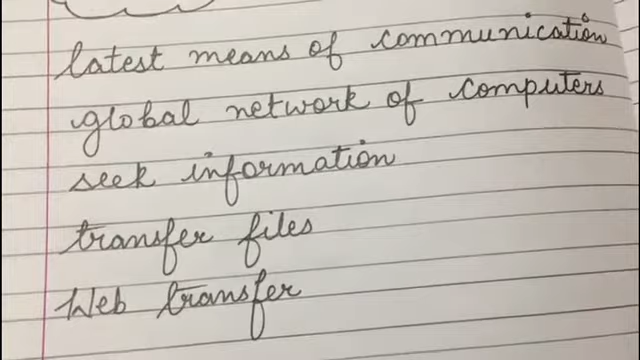 latest means of communication
global network of computers
seek information
transfer files
Web transfer